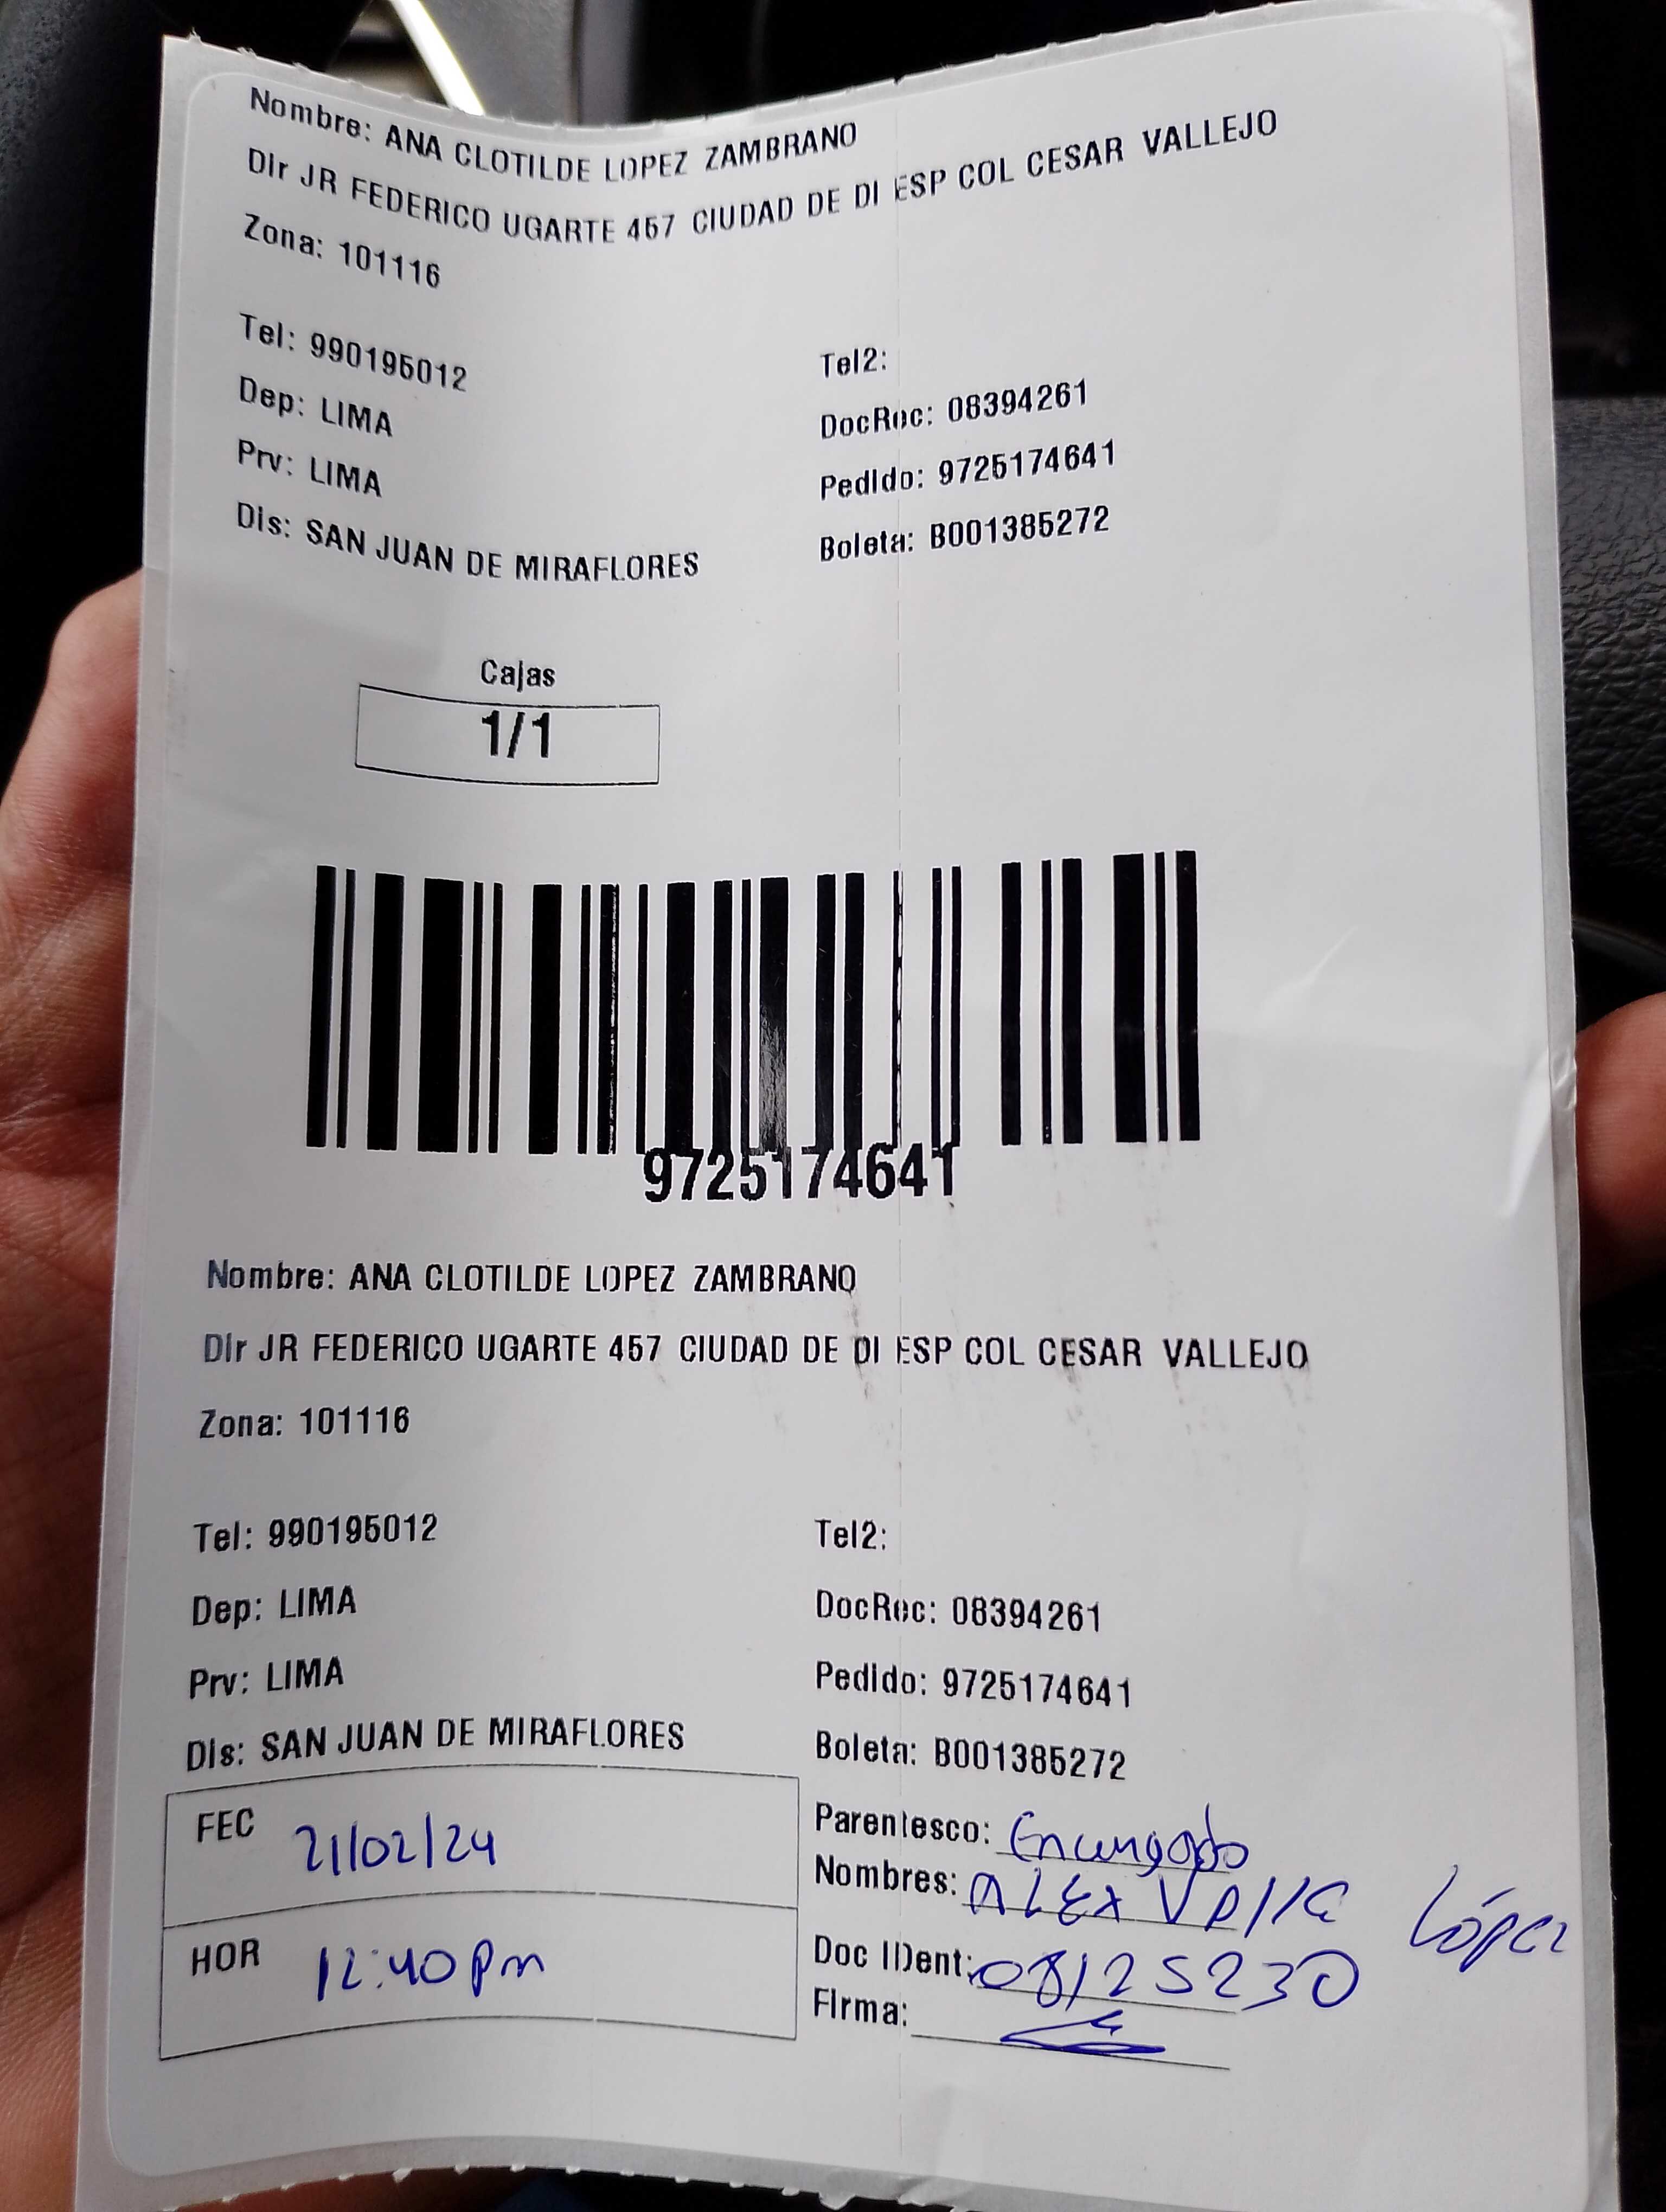 Nombre: ANA CLOTILDE LOPEZ ZAMBRANO
Dir JR FEDERICO UGARTE 457 CIUDAD DE DI ESP COL CESAR VALLEJO
Zona: 101116
Tel: 990195012
Tel2:
Dep: LIMA
DocRec: 08394261
Prv: LIMA
Pedido: 9725174641
Dis: SAN JUAN DE MIRAFLORES
Boleta: B001385272
Cajas
1/1
9725174641
Nombre: ANA CLOTILDE LOPEZ ZAMBRANO
Dir JR FEDERICO UGARTE 457 CIUDAD DE DI ESP COL CESAR VALLEJO
Zona: 101116
Tel: 990195012
Tel2:
Dep: LIMA
DocRec: 08394261
Prv: LIMA
Pedido: 9725174641
Dis: SAN JUAN DE MIRAFLORES
Boleta: B001385272
FEC 21/02/24
Parentesco: Encargado
Nombres: ALEX López
HOR 12:40 pm
Doc IDent: 08125230
Firma: